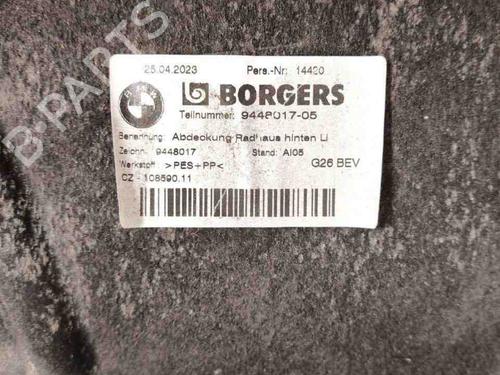 25.04.2023 Pers.-Nr: 14420
BMW BORGERS
Teilnummer: 9448017-05
Benennung: Abdeckung Radhaus hinten Li
Zeichn. 9448017 Stand: AI05
Werkstoff >PES+PP< G26 BEV
CZ - 108590.11
B-PARTS